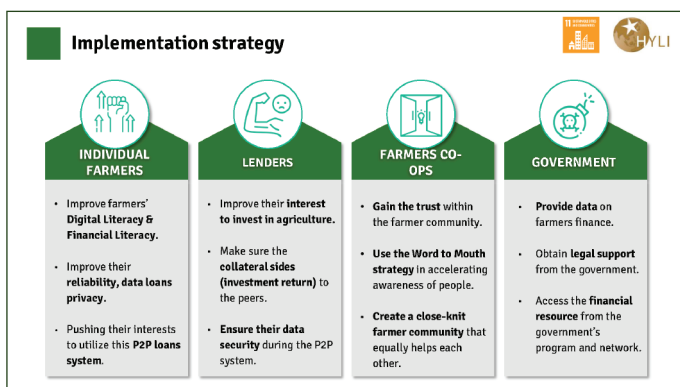 Implementation strategy
11
HYLI
INDIVIDUAL
FARMERS
• Improve farmers'
Digital Literacy &
Financial Literacy.
• Improve their
reliability, data loans
privacy.
• Pushing their interests
to utilize this P2P loans
system.
LENDERS
• Improve their interest
to invest in agriculture.
• Make sure the
collateral sides
(investment return) to
the peers.
• Ensure their data
security during the P2P
system.
FARMERS CO-
OPS
• Gain the trust within
the farmer community.
• Use the Word to Mouth
strategy in accelerating
awareness of people.
• Create a close-knit
farmer community that
equally helps each
other.
GOVERNMENT
• Provide data on
farmers finance.
• Obtain legal support
from the government.
• Access the financial
resource from the
government's
program and network.